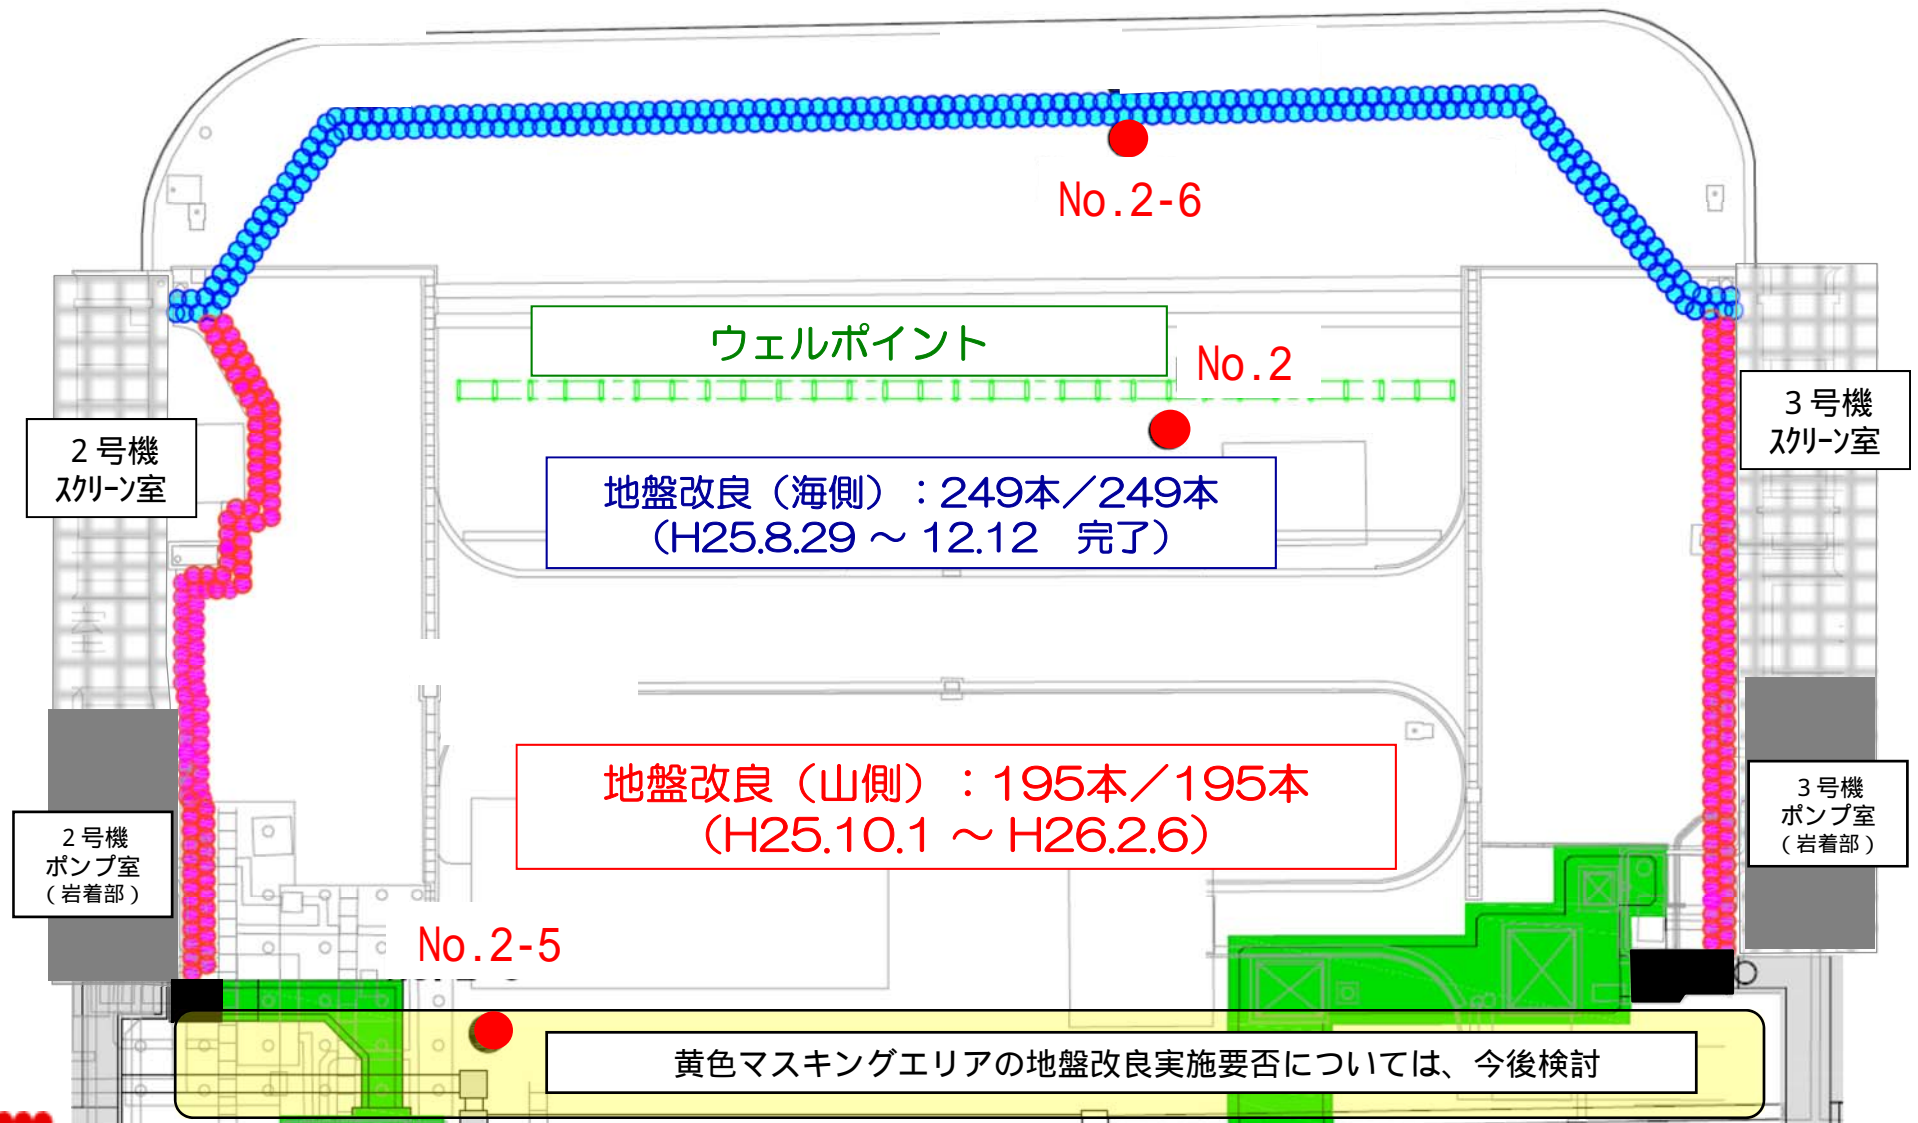 No.2-6
ウェルポイント
No.2
2号機
スクリーン室
3号機
スクリーン室
地盤改良（海側）：249本／249本
（H25.8.29 ～ 12.12　完了）
地盤改良（山側）：195本／195本
（H25.10.1 ～ H26.2.6）
2号機
ポンプ室
(岩着部)
3号機
ポンプ室
(岩着部)
No.2-5
黄色マスキングエリアの地盤改良実施要否については、今後検討